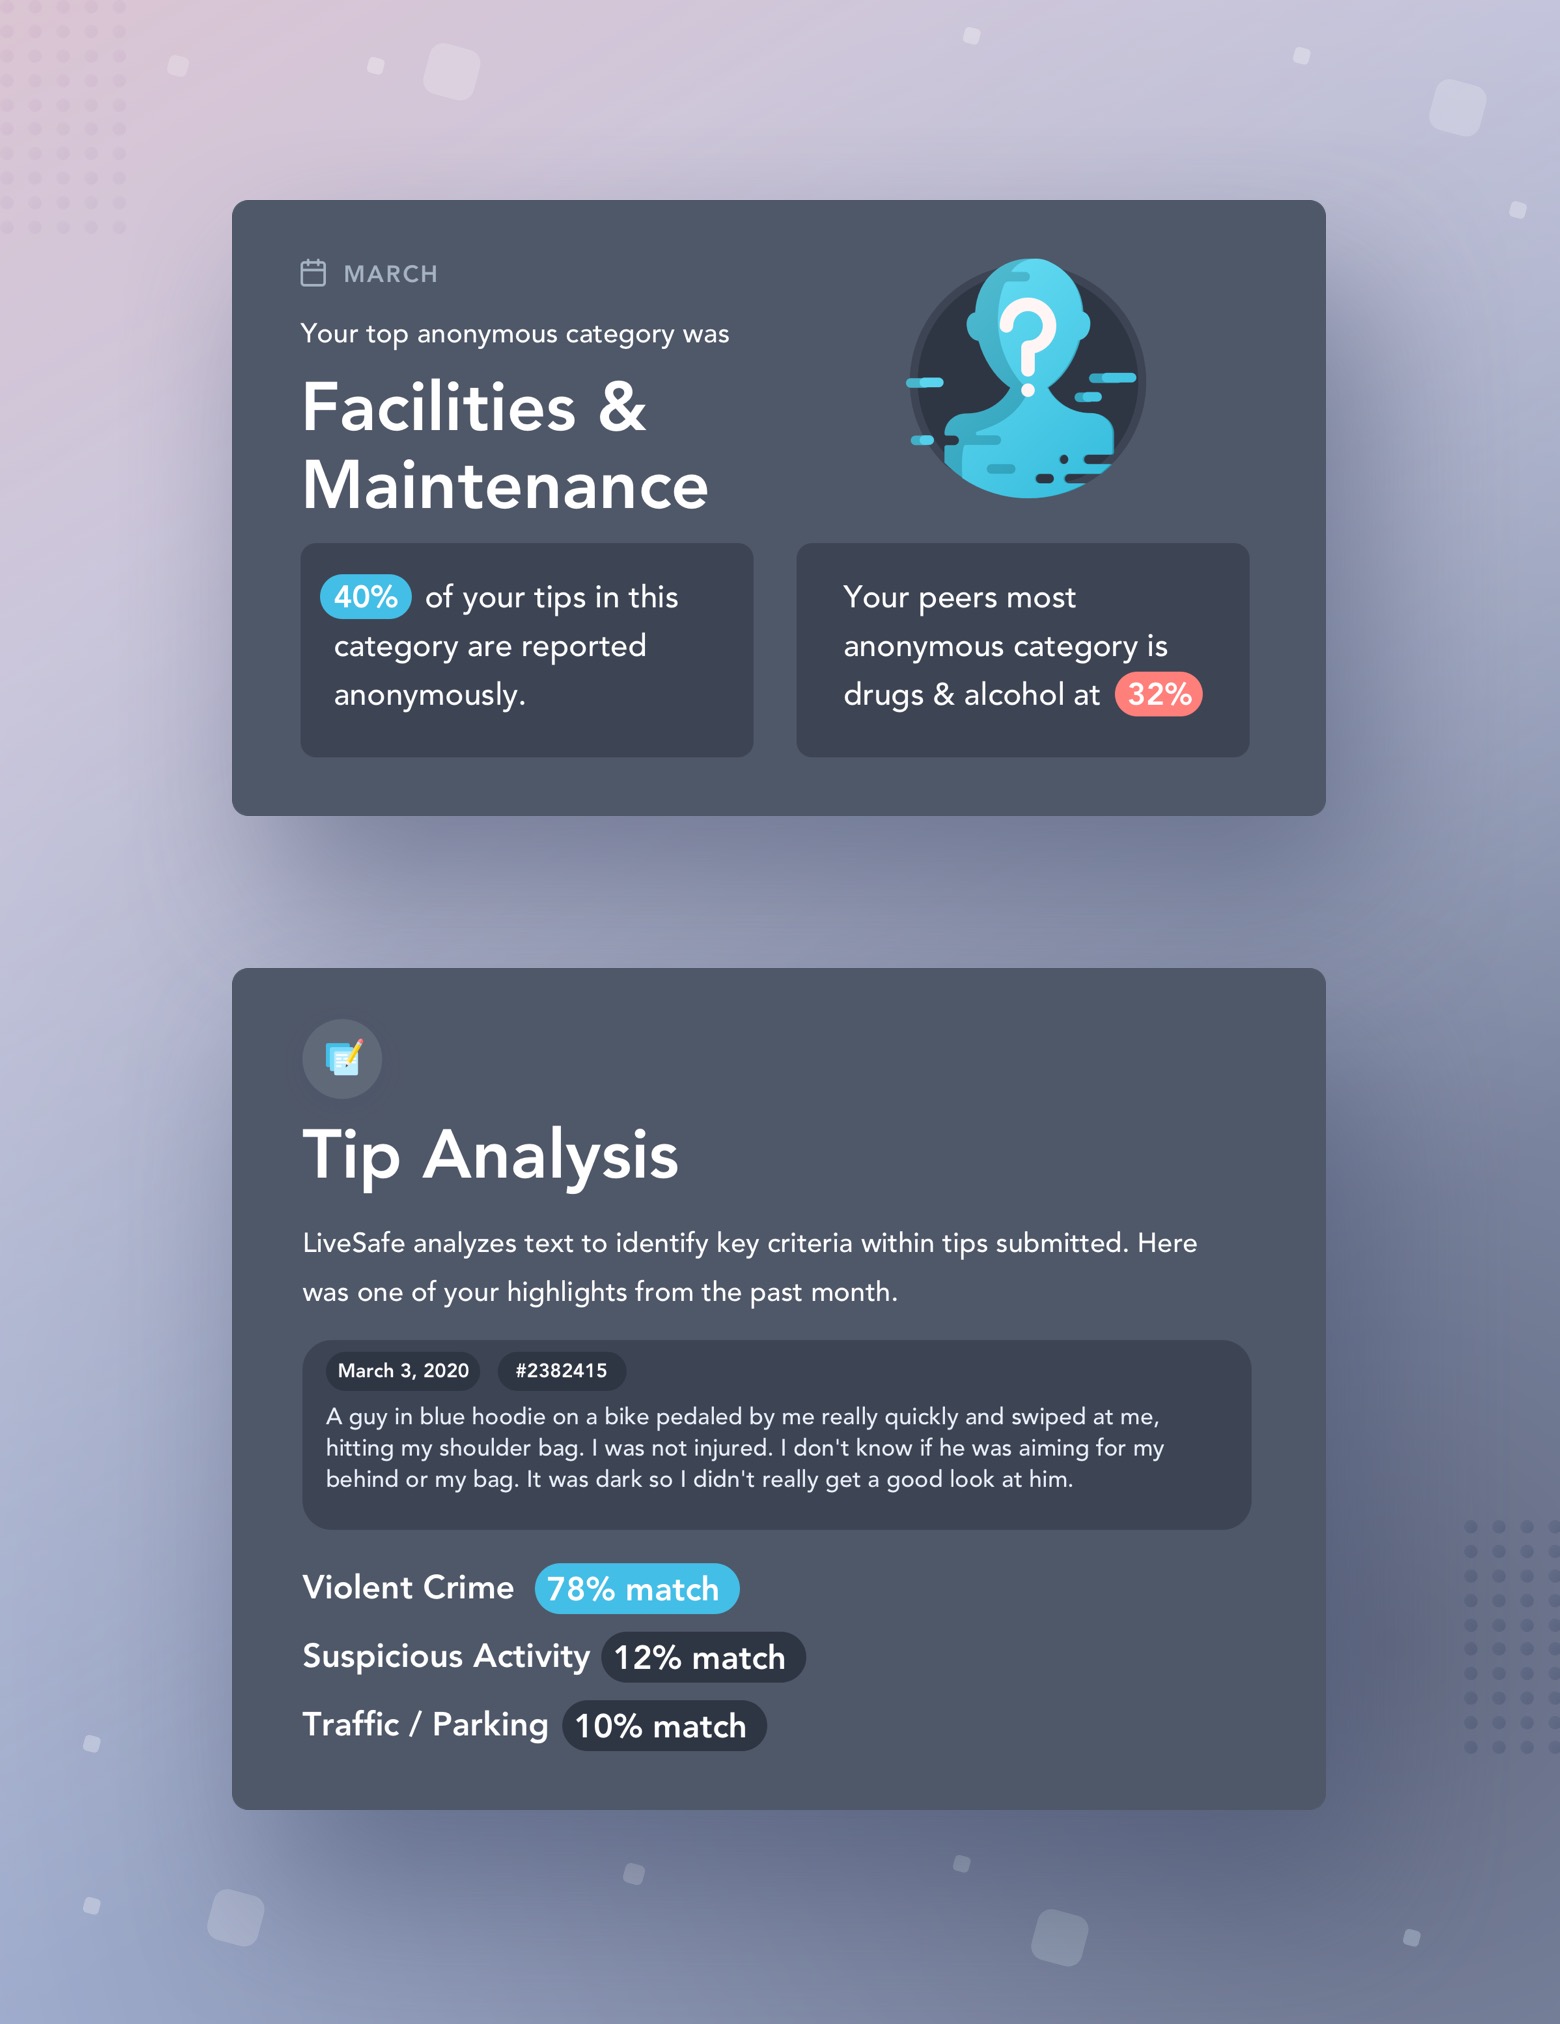 MARCH
Your top anonymous category was
Facilities &
Maintenance
40% of your tips in this
category are reported
anonymously.
Your peers most
anonymous category is
drugs & alcohol at 32%
?
Tip Analysis
LiveSafe analyzes text to identify key criteria within tips submitted. Here
was one of your highlights from the past month.
March 3, 2020 #2382415
A guy in blue hoodie on a bike pedaled by me really quickly and swiped at me,
hitting my shoulder bag. I was not injured. I don't know if he was aiming for my
behind or my bag. It was dark so I didn't really get a good look at him.
Violent Crime 78% match
Suspicious Activity 12% match
Traffic / Parking 10% match